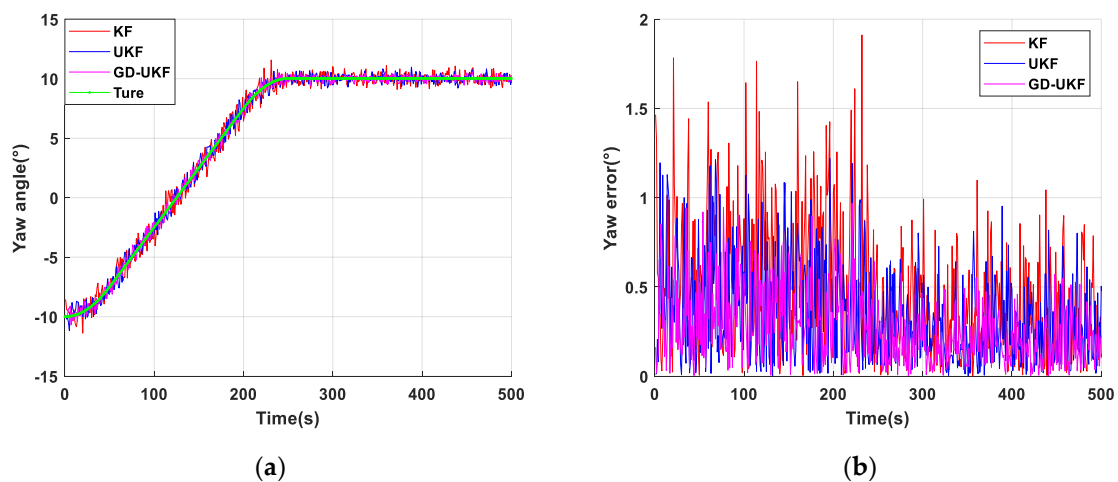 15
10
5
0
-5
-10
-15
Yaw angle(°)
KF
UKF
GD-UKF
Ture
0 100 200 300 400 500
Time(s)
(a)
2
1.5
1
0.5
0
Yaw error(°)
KF
UKF
GD-UKF
0 100 200 300 400 500
Time(s)
(b)